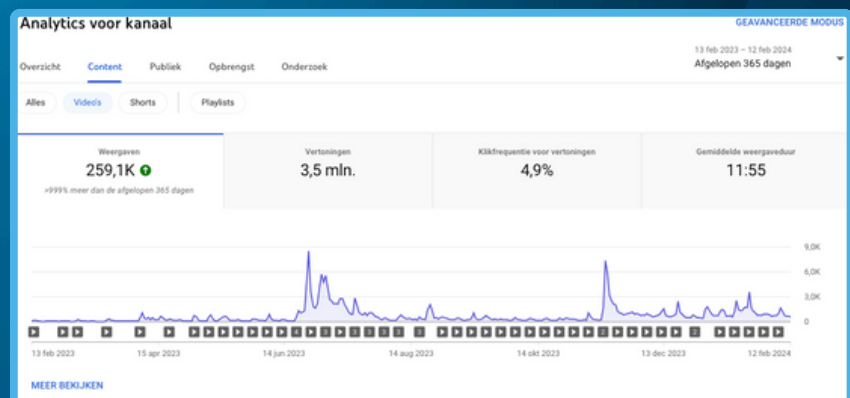 Analytics voor kanaal
GEAVANCEERDE MODUS
13 feb 2023 – 12 feb 2024
Afgelopen 365 dagen
Overzicht Content Publiek Opbrengst Onderzoek
Alles Video's Shorts Playlists
Weergaven Vertoningen Klikfrequentie voor vertoningen Gemiddelde weergaveduur
259,1K 3,5 mln. 4,9% 11:55
>999% meer dan de afgelopen 365 dagen
9,0K
6,0K
3,0K
0
13 feb 2023 15 apr 2023 14 jun 2023 14 aug 2023 14 okt 2023 13 dec 2023 12 feb 2024
MEER BEKIJKEN